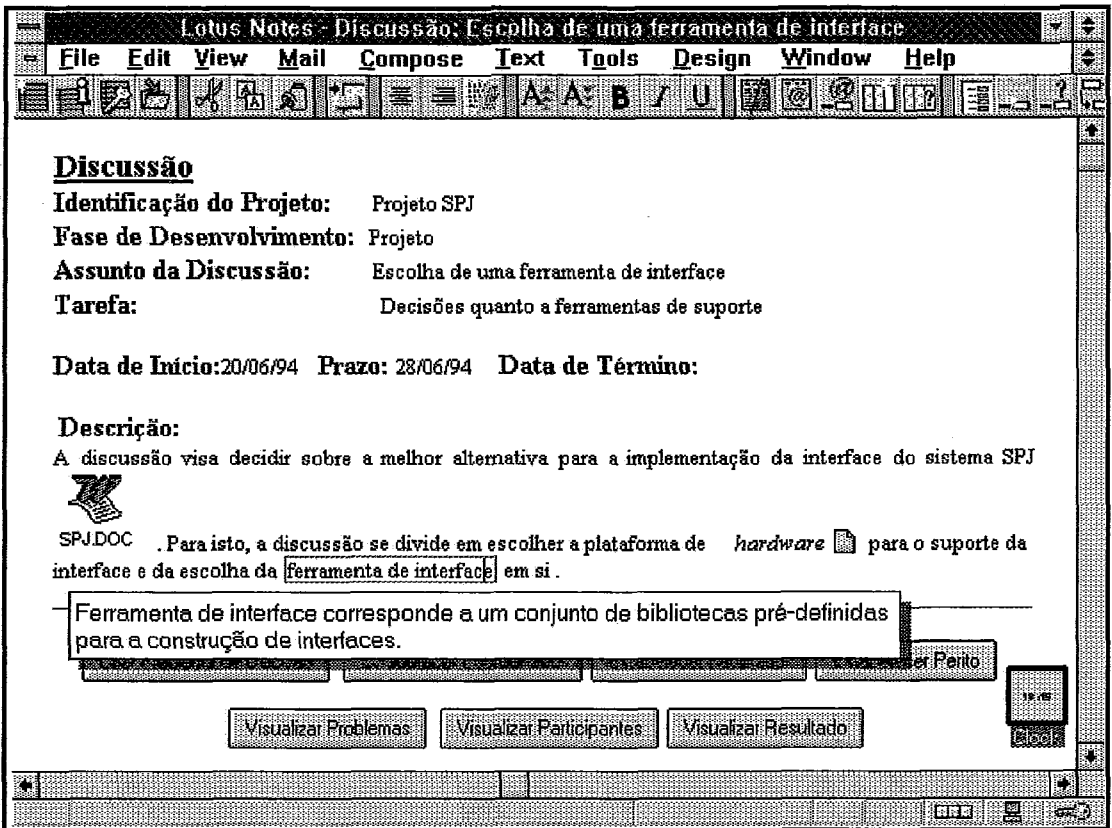 Lotus Notes - Discussão: Escolha de uma ferramenta de interface
File Edit View Mail Compose Text Tools Design Window Help
Discussão
Identificação do Projeto: Projeto SPJ
Fase de Desenvolvimento: Projeto
Assunto da Discussão: Escolha de uma ferramenta de interface
Tarefa: Decisões quanto a ferramentas de suporte
Data de Início:20/06/94 Prazo: 28/06/94 Data de Término:
Descrição:
A discussão visa decidir sobre a melhor alternativa para a implementação da interface do sistema SPJ
SPJ.DOC . Para isto, a discussão se divide em escolher a plataforma de hardware para o suporte da
interface e da escolha da ferramenta de interface em si .
Ferramenta de interface corresponde a um conjunto de bibliotecas pré-definidas
para a construção de interfaces.
Perito
Visualizar Problemas Visualizar Participantes Visualizar Resultado
Clock